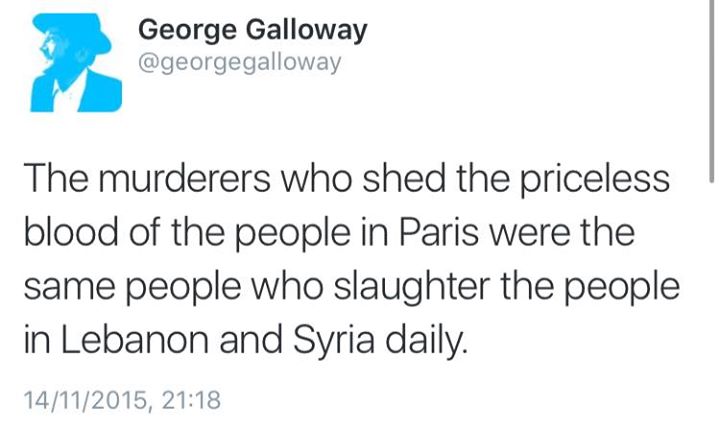 George Galloway
@georgegalloway
The murderers who shed the priceless
blood of the people in Paris were the
same people who slaughter the people
in Lebanon and Syria daily.
14/11/2015, 21:18